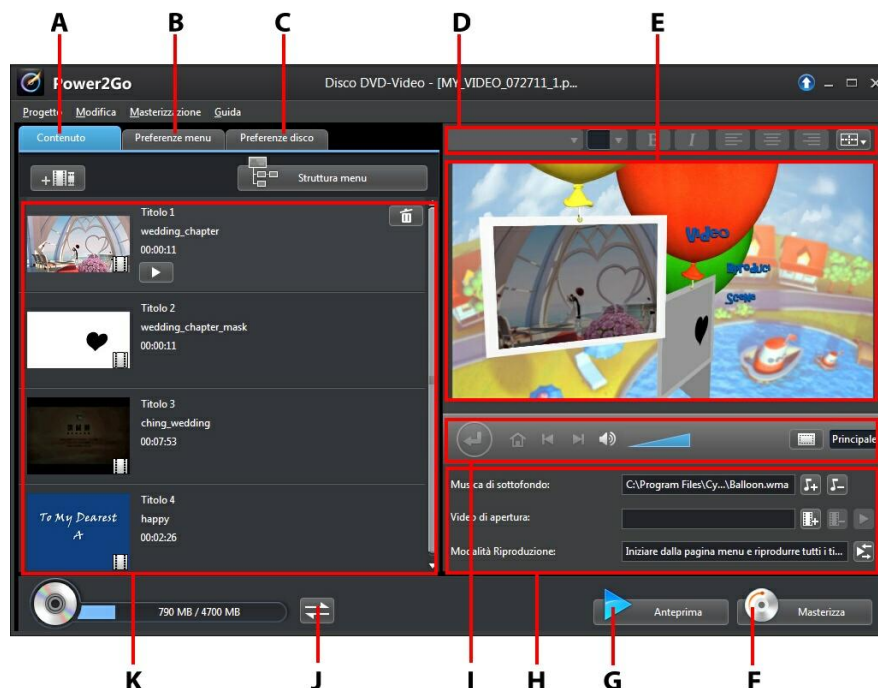 A B C D E
Power2Go
Disco DVD-Video - [MY_VIDEO_072711_1.p...
Progetto Modifica Masterizzazione Guida
Contenuto Preferenze menu Preferenze disco
B I
Struttura menu
Titolo 1
wedding_chapter
00:00:11
Titolo 2
wedding_chapter_mask
00:00:11
Titolo 3
ching_wedding
00:07:53
To My Dearest
A
Titolo 4
happy
00:02:26
Video
Riproduci
Scene
Principale
Musica di sottofondo: C:\Program Files\Cy...\Balloon.wma
Video di apertura:
Modalità Riproduzione: Iniziare dalla pagina menu e riprodurre tutti i ti...
790 MB / 4700 MB
Anteprima
Masterizza
K J I H G F